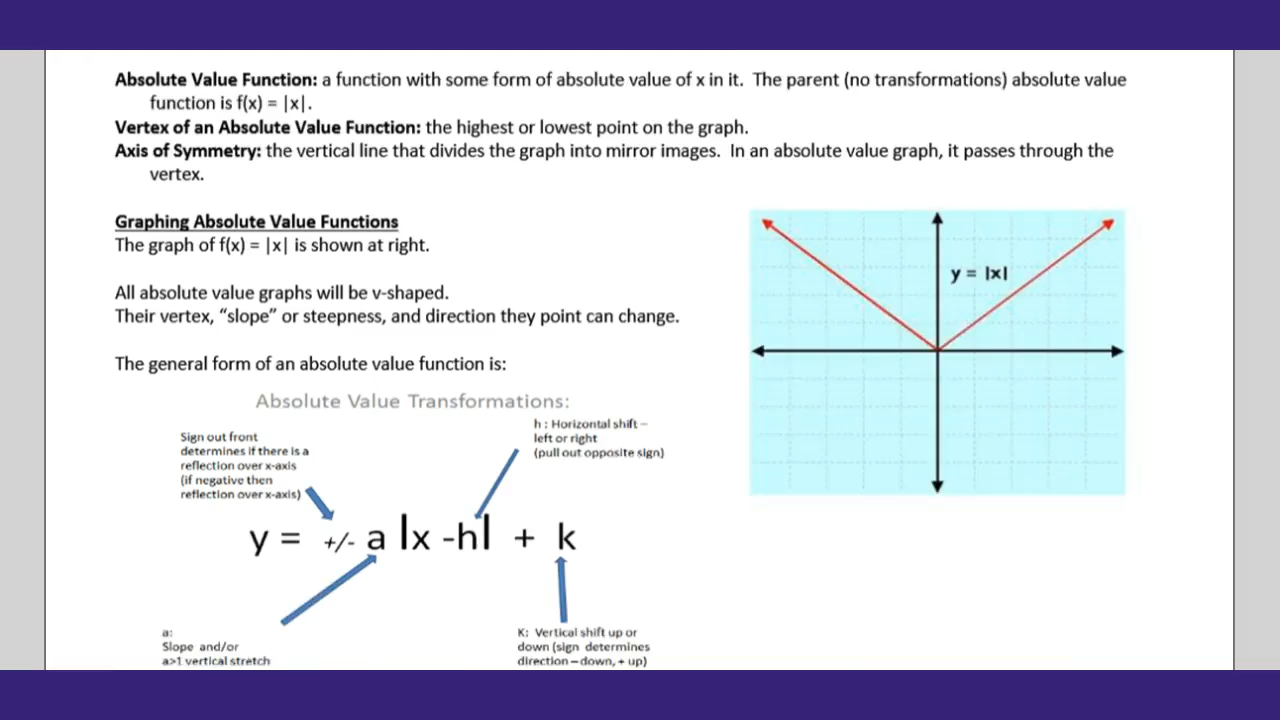 Absolute Value Function: a function with some form of absolute value of x in it. The parent (no transformations) absolute value
function is f(x) = |x|.
Vertex of an Absolute Value Function: the highest or lowest point on the graph.
Axis of Symmetry: the vertical line that divides the graph into mirror images. In an absolute value graph, it passes through the
vertex.
Graphing Absolute Value Functions
The graph of f(x) = |x| is shown at right.
All absolute value graphs will be v-shaped.
Their vertex, “slope” or steepness, and direction they point can change.
The general form of an absolute value function is:
y = |x|
Absolute Value Transformations:
Sign out front
determines if there is a
reflection over x-axis
(if negative then
reflection over x-axis)
h : Horizontal shift –
left or right
(pull out opposite sign)
y = +/- a |x -h| + k
a:
Slope and/or
a>1 vertical stretch
K: Vertical shift up or
down (sign determines
direction – down, + up)